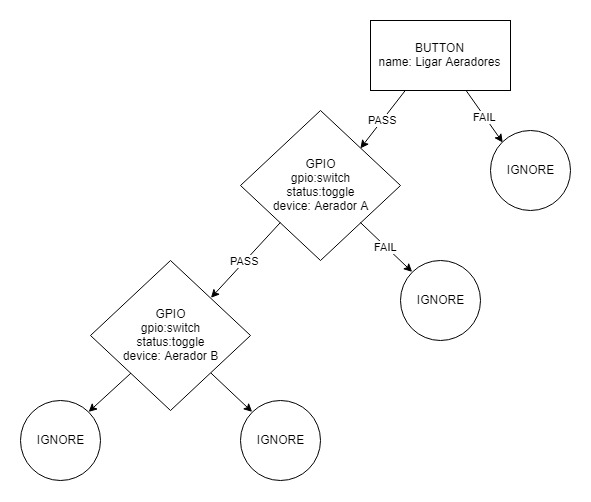 BUTTON
name: Ligar Aeradores
PASS
FAIL
GPIO
gpio:switch
status:toggle
device: Aerador A
IGNORE
PASS
FAIL
GPIO
gpio:switch
status:toggle
device: Aerador B
IGNORE
IGNORE
IGNORE